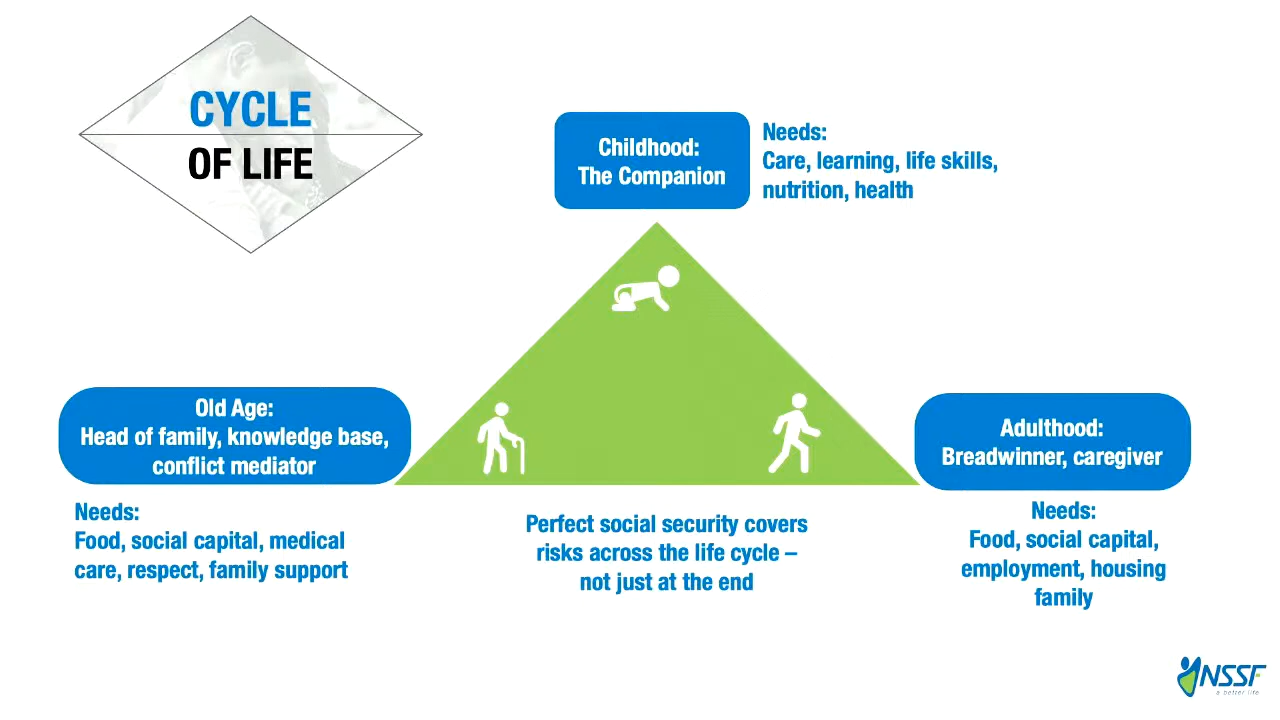 CYCLE
OF LIFE
Childhood:
The Companion
Needs:
Care, learning, life skills,
nutrition, health
Old Age:
Head of family, knowledge base,
conflict mediator
Needs:
Food, social capital, medical
care, respect, family support
Perfect social security covers
risks across the life cycle –
not just at the end
Adulthood:
Breadwinner, caregiver
Needs:
Food, social capital,
employment, housing
family
NSSF
a better life